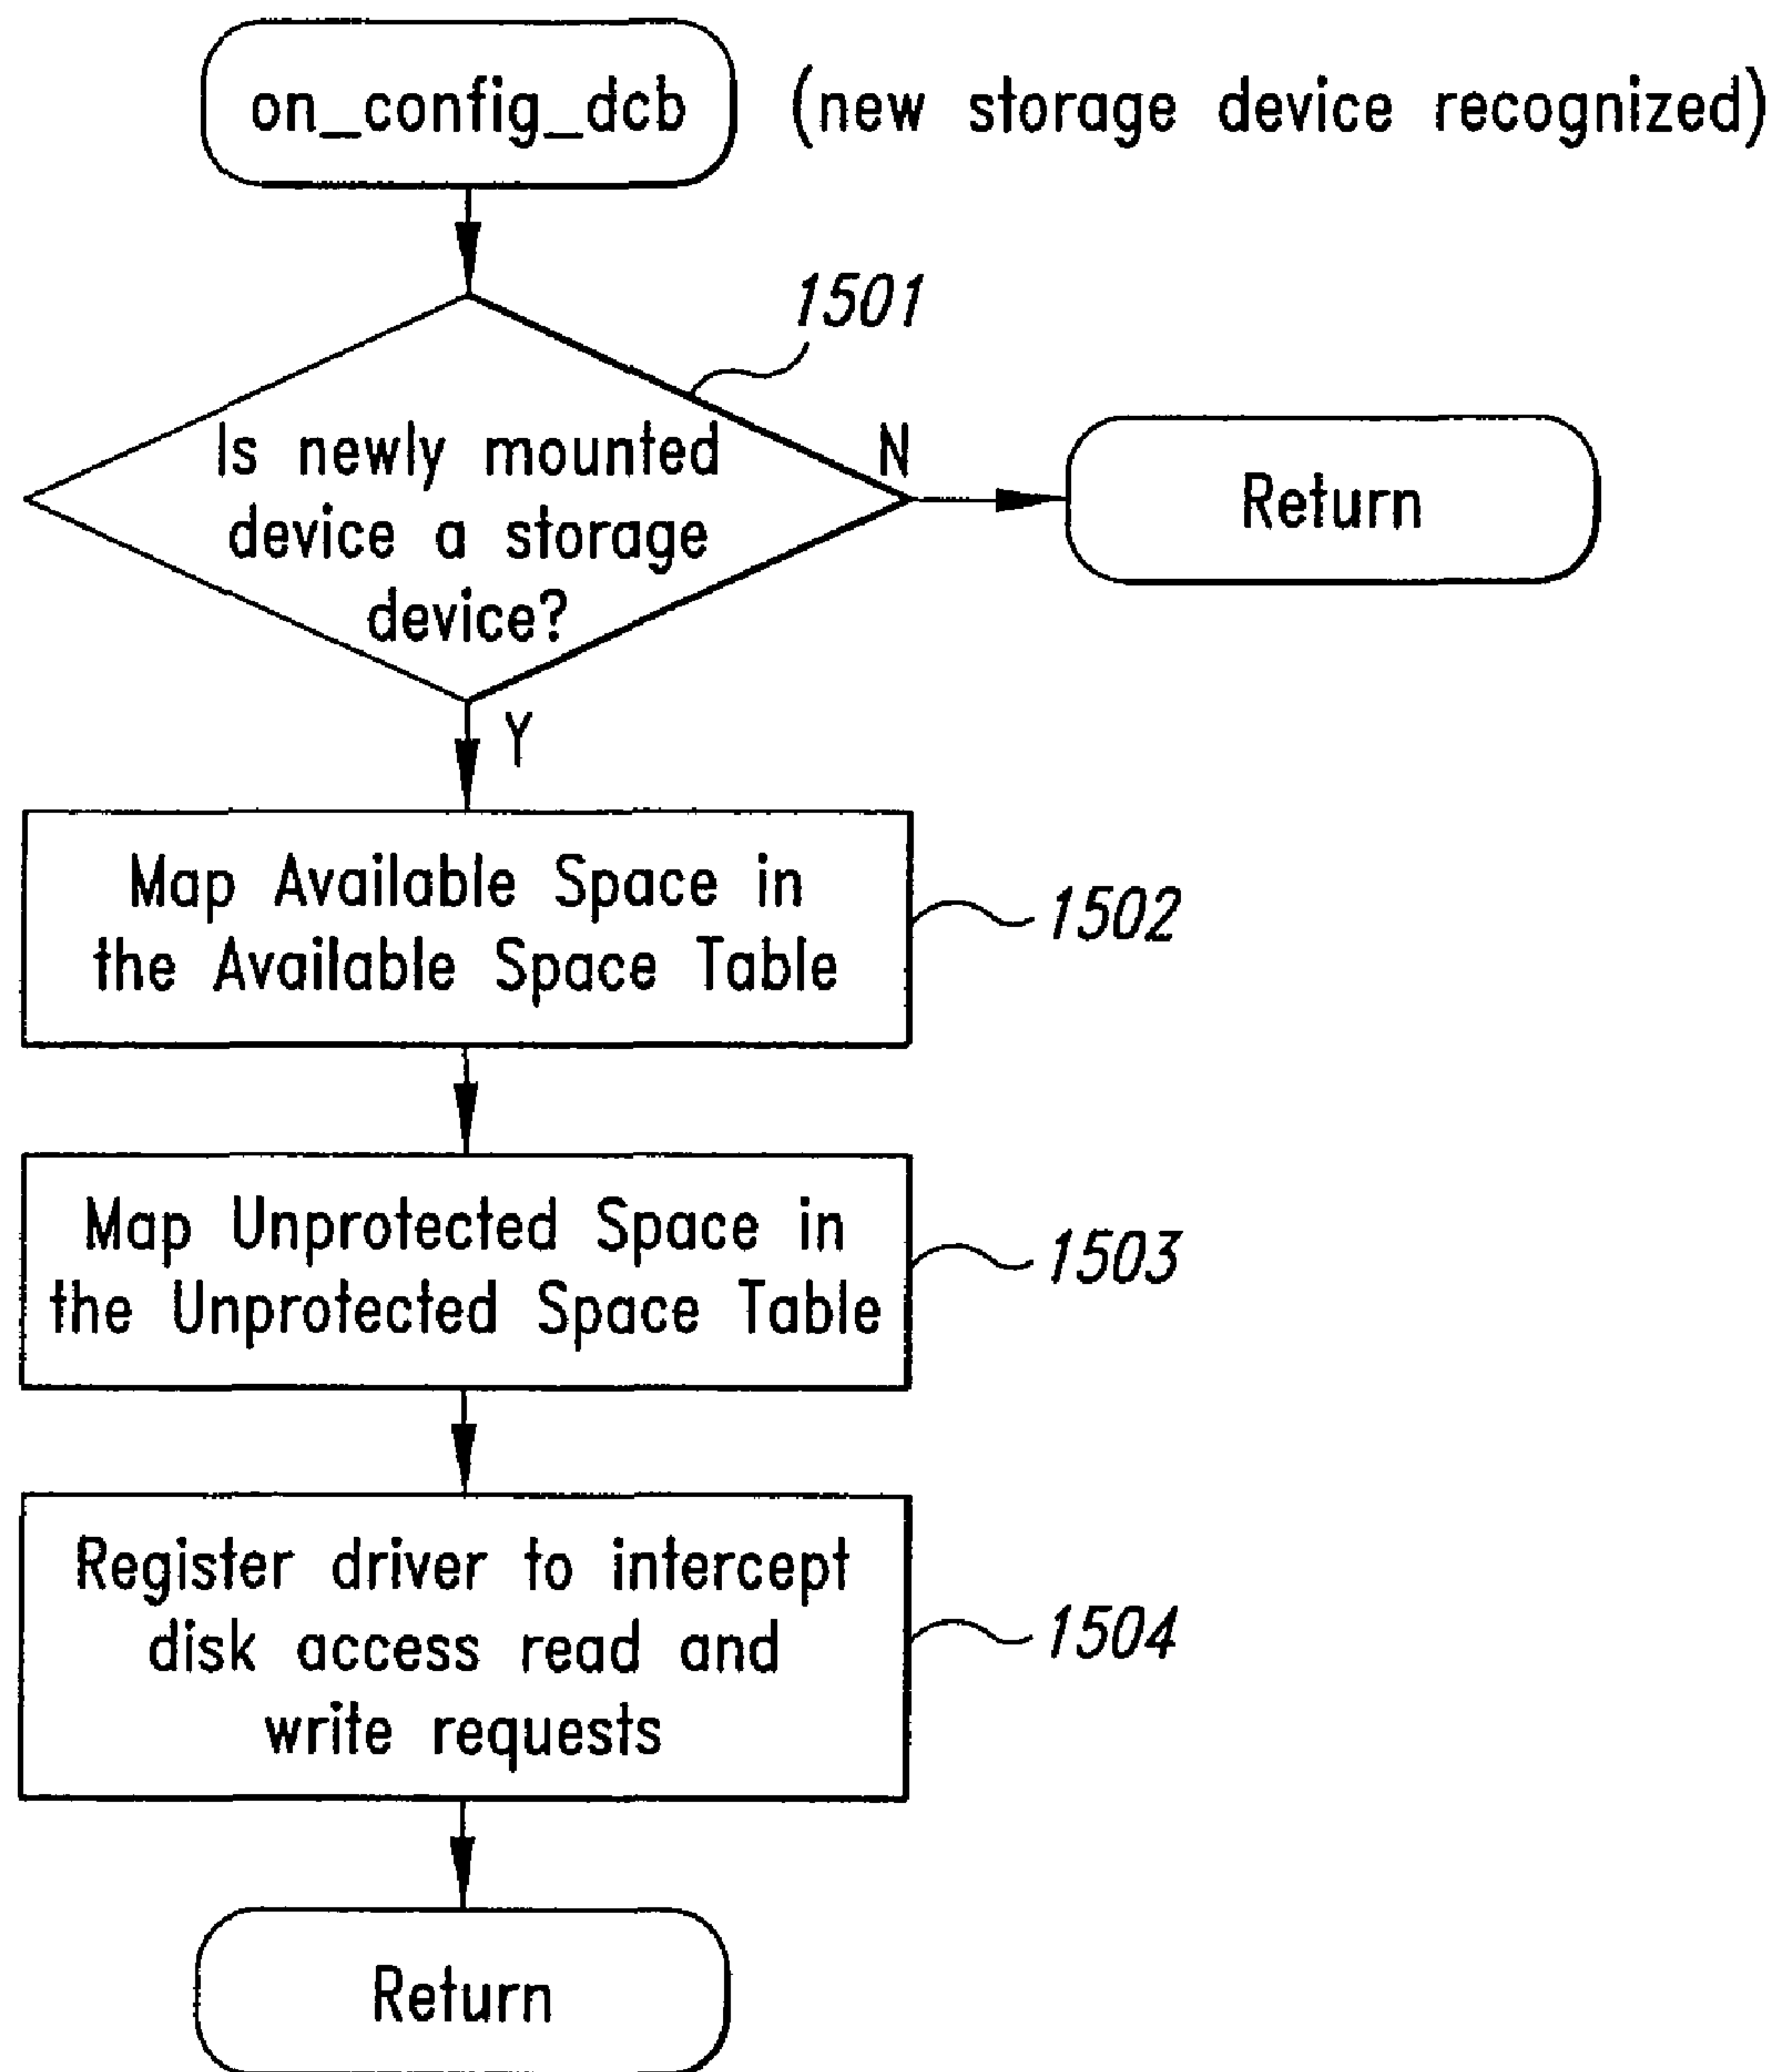 on_config_dcb (new storage device recognized)
1501
Is newly mounted
device a storage
device?
N
Return
Y
Map Available Space in
the Available Space Table
1502
Map Unprotected Space in
the Unprotected Space Table
1503
Register driver to intercept
disk access read and
write requests
1504
Return